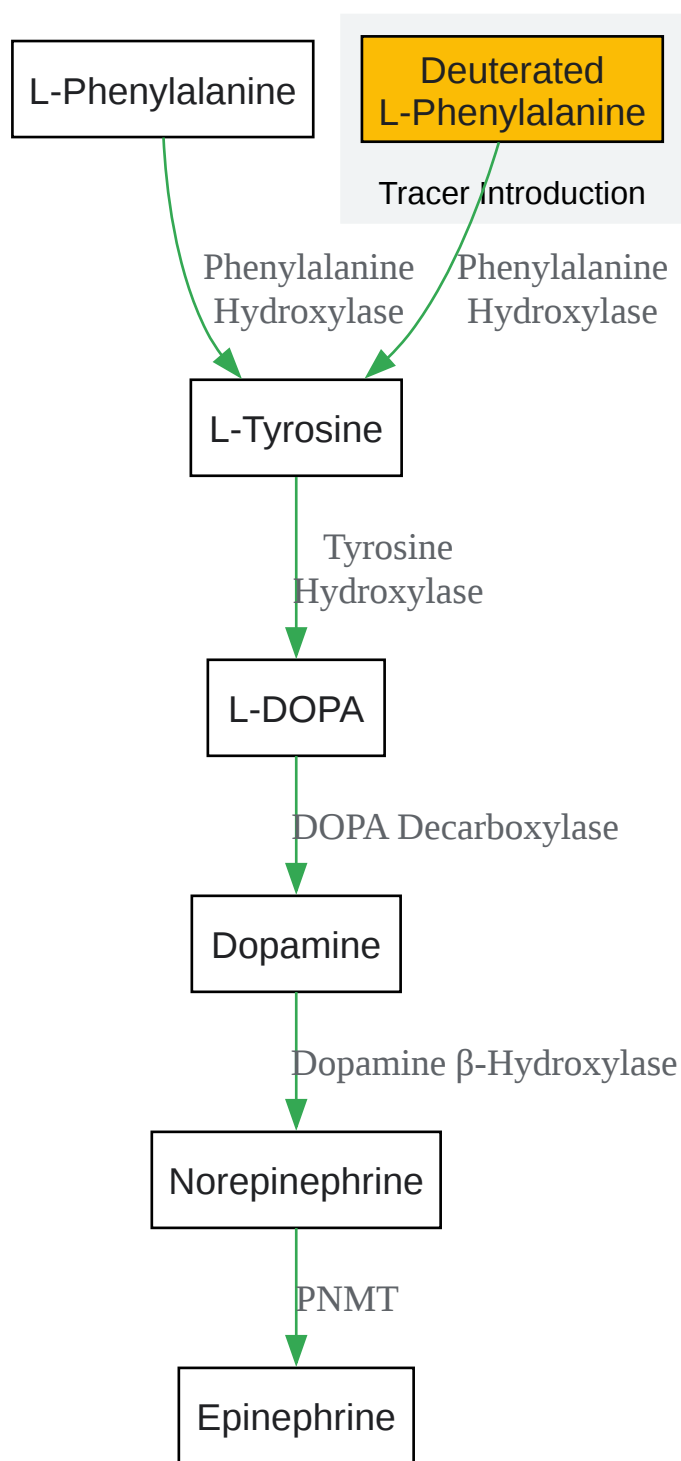 L-Phenylalanine
Deuterated
L-Phenylalanine
Tracer Introduction
Phenylalanine
Hydroxylase
Phenylalanine
Hydroxylase
L-Tyrosine
Tyrosine
Hydroxylase
L-DOPA
DOPA Decarboxylase
Dopamine
Dopamine β-Hydroxylase
Norepinephrine
PNMT
Epinephrine